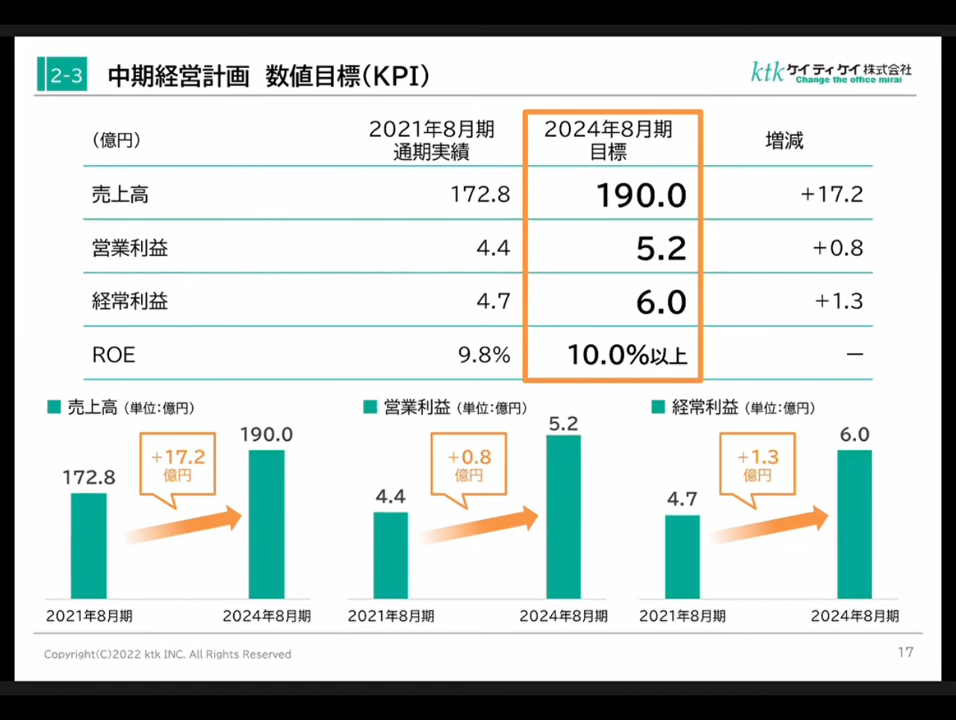 2-3 中期経営計画 数値目標(KPI)
ktk ケイティケイ株式会社
Change the office mirai
(億円) 2021年8月期 通期実績 2024年8月期 目標 増減
売上高 172.8 190.0 +17.2
営業利益 4.4 5.2 +0.8
経常利益 4.7 6.0 +1.3
ROE 9.8% 10.0%以上 ー
■ 売上高 (単位:億円)
172.8
+17.2
億円
190.0
2021年8月期 2024年8月期
■ 営業利益 (単位:億円)
4.4
+0.8
億円
5.2
2021年8月期 2024年8月期
■ 経常利益 (単位:億円)
4.7
+1.3
億円
6.0
2021年8月期 2024年8月期
Copyright(C)2022 ktk INC. All Rights Reserved
17